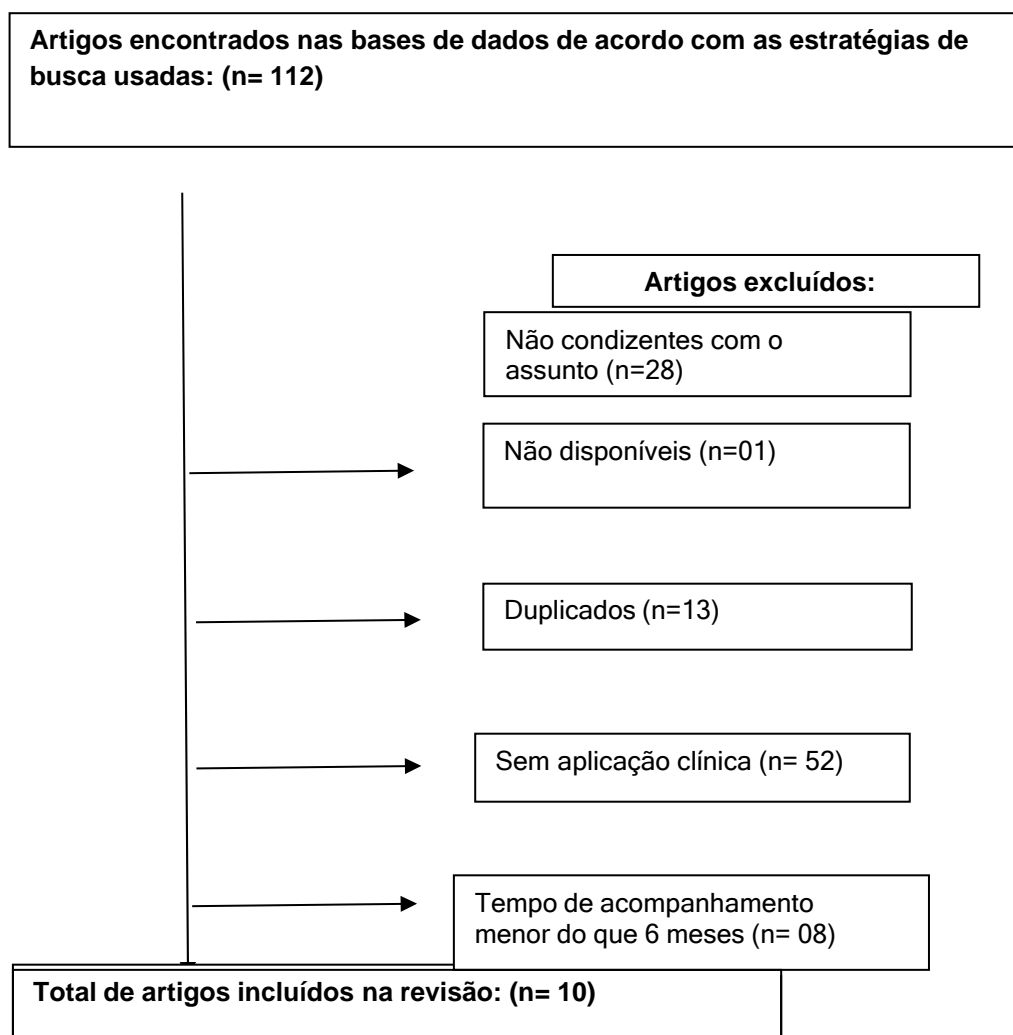 Artigos encontrados nas bases de dados de acordo com as estratégias de
busca usadas: (n= 112)
Artigos excluídos:
Não condizentes com o
assunto (n=28)
Não disponíveis (n=01)
Duplicados (n=13)
Sem aplicação clínica (n= 52)
Tempo de acompanhamento
menor do que 6 meses (n= 08)
Total de artigos incluídos na revisão: (n= 10)